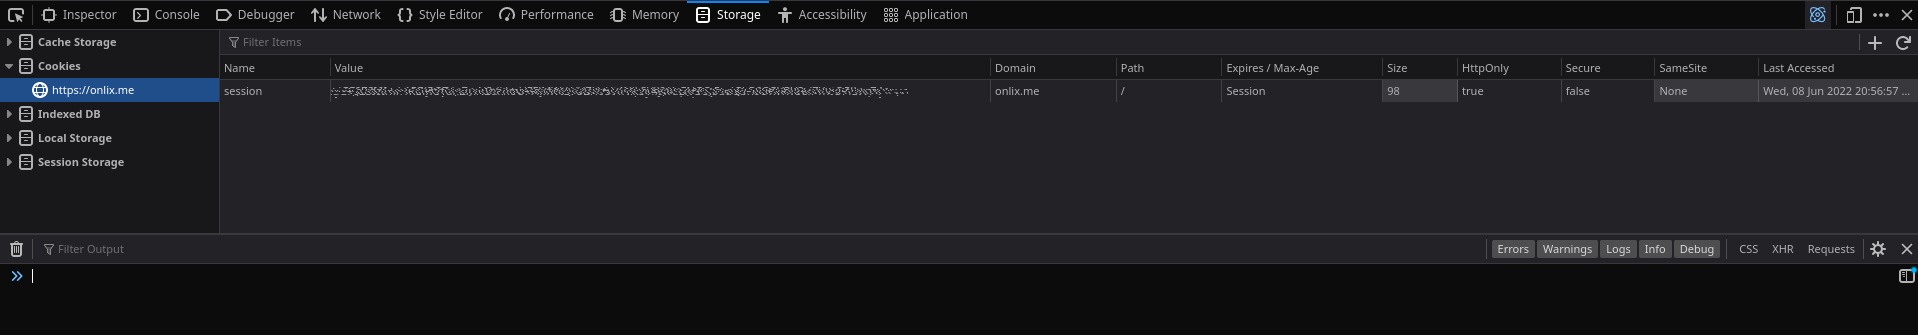 Inspector Console Debugger Network Style Editor Performance Memory Storage Accessibility Application
Cache Storage
Cookies
https://onlix.me
Indexed DB
Local Storage
Session Storage
Filter Items
Name Value Domain Path Expires / Max-Age Size HttpOnly Secure SameSite Last Accessed
session onlix.me / Session 98 true false None Wed, 08 Jun 2022 20:56:57 ...
Filter Output Errors Warnings Logs Info Debug CSS XHR Requests